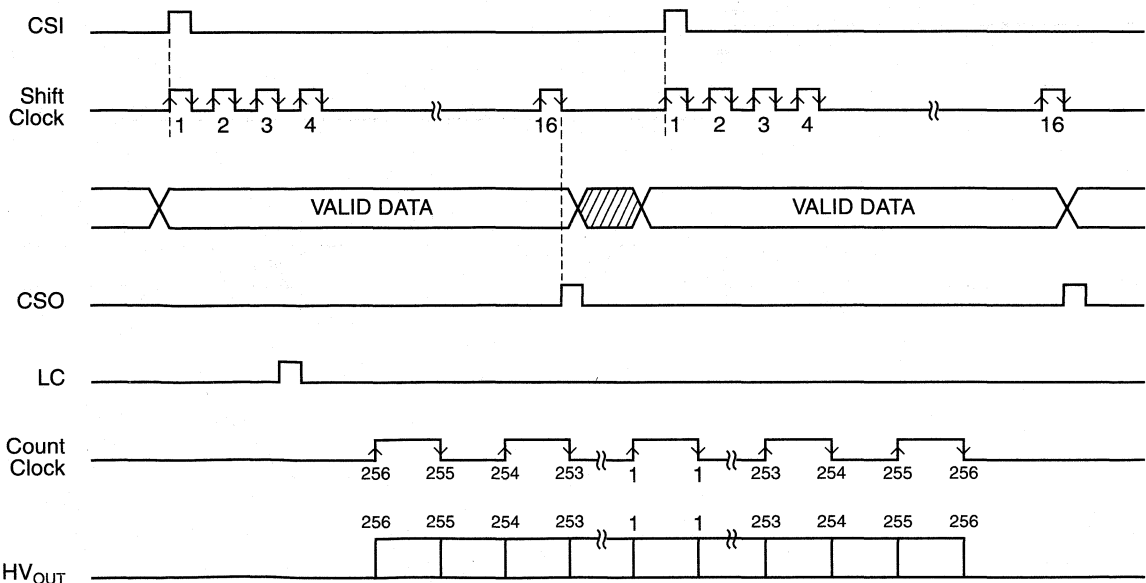 CSI
Shift
Clock
1 2 3 4 16 1 2 3 4 16
VALID DATA VALID DATA
CSO
LC
Count
Clock
256 255 254 253 1 1 253 254 255 256
256 255 254 253 1 1 253 254 255 256
HVOUT